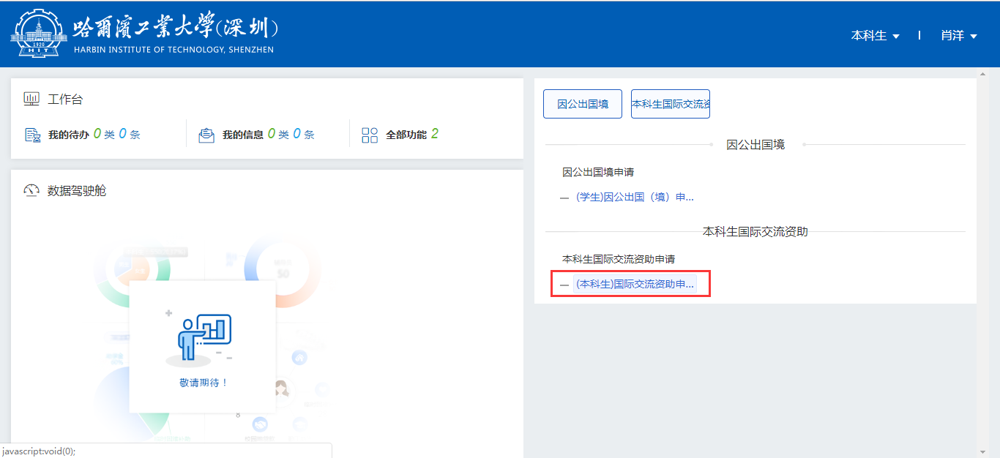 哈爾濱工業大學(深圳)
1920
HIT
HARBIN INSTITUTE OF TECHNOLOGY, SHENZHEN
本科生
肖洋
工作台
我的待办 0 类 0 条
我的信息 0 类 0 条
全部功能 2
数据驾驶舱
50
敬请期待！
8
因公出国境
本科生国际交流资
因公出国境
因公出国境申请
(学生)因公出国（境）申...
本科生国际交流资助
本科生国际交流资助申请
(本科生)国际交流资助申...
javascript:void(0);